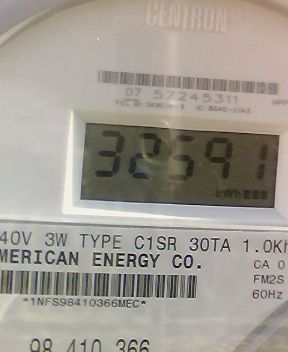 CENTRON®
07 57245311
32591
kWh
40V 3W TYPE C1SR 30TA 1.0Kh
MERICAN ENERGY CO.
CA 0
FM2S
60Hz
*1NFS98410366MEC*
98 410 366